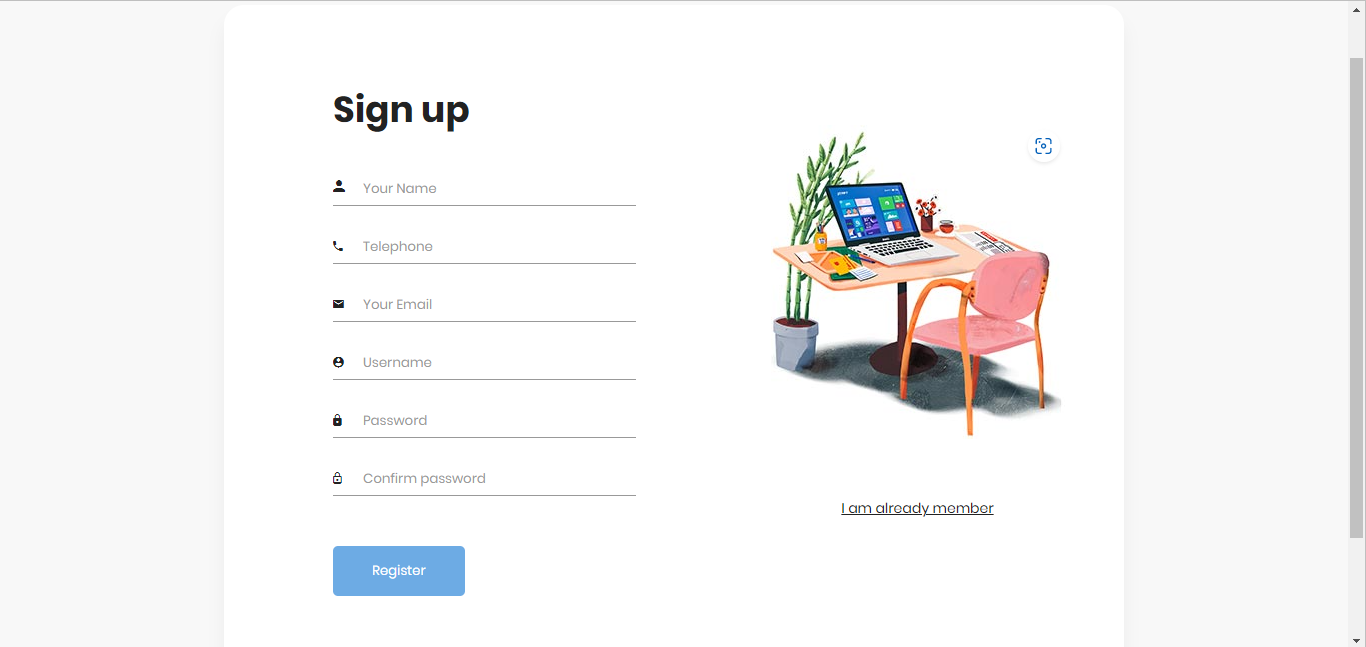 Sign up
Your Name
Telephone
Your Email
Username
Password
Confirm password
Register
I am already member